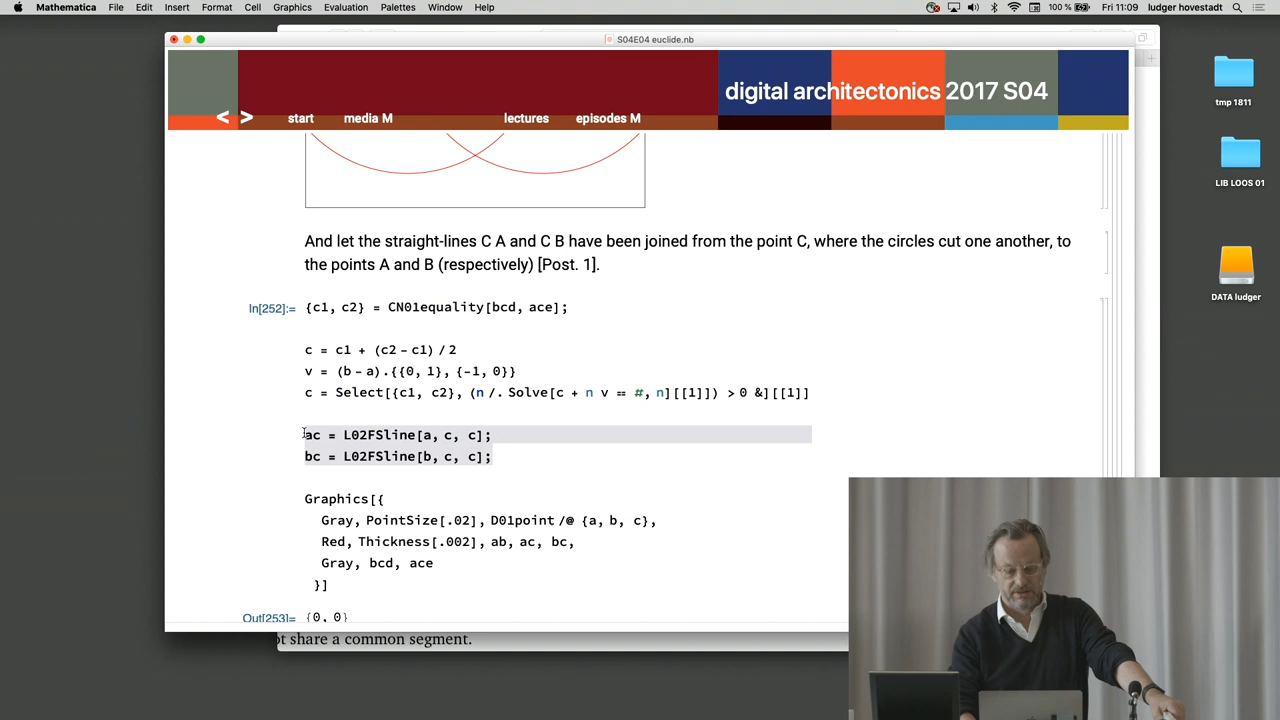 Mathematica File Edit Insert Format Cell Graphics Evaluation Palettes Window Help 100 % Fri 11:09 ludger hovestadt
S04E04 euclide.nb
digital architectonics 2017 S04
< > start media M lectures episodes M
tmp 1811
LIB LOOS 01
DATA ludger
And let the straight-lines C A and C B have been joined from the point C, where the circles cut one another, to
the points A and B (respectively) [Post. 1].
In[252]:= {c1, c2} = CN01equality[bcd, ace];
c = c1 + (c2 - c1) / 2
v = (b - a).{{0, 1}, {-1, 0}}
c = Select[{c1, c2}, (n /. Solve[c + n v == #, n][[1]]) > 0 &][[1]]
ac = L02FSline[a, c, c];
bc = L02FSline[b, c, c];
Graphics[{
Gray, PointSize[.02], D01point /@ {a, b, c},
Red, Thickness[.002], ab, ac, bc,
Gray, bcd, ace
}]
Out[253]= {0, 0}
ot share a common segment.